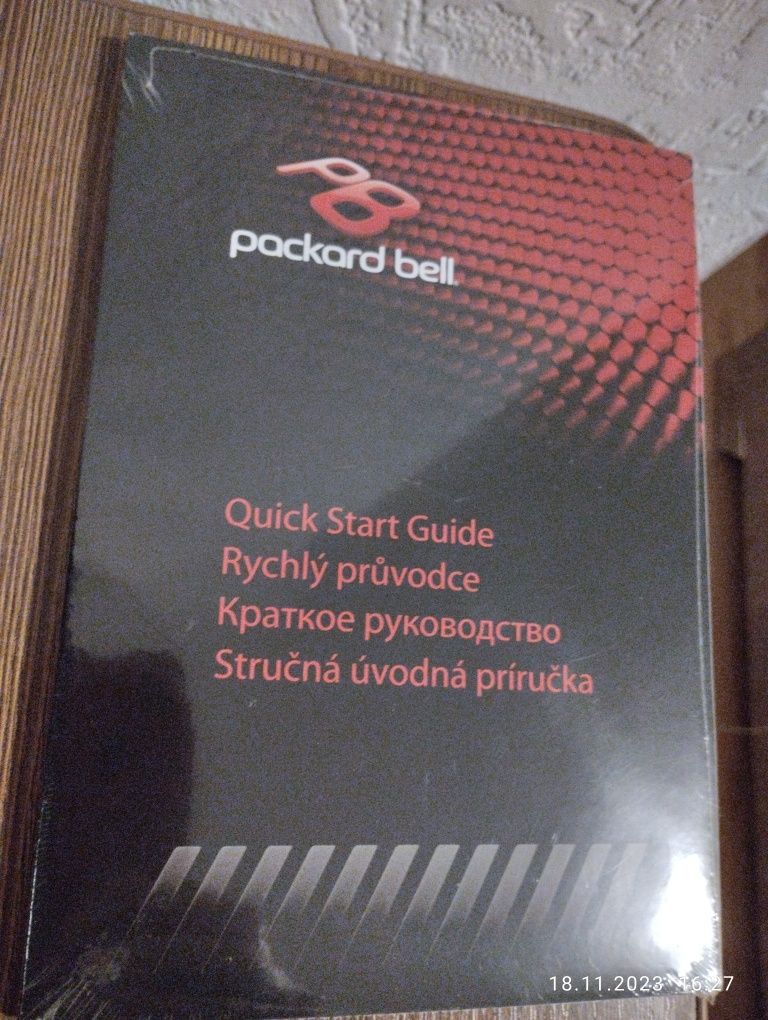 PB
packard bell
Quick Start Guide
Rychlý průvodce
Краткое руководство
Stručná úvodná príručka
18.11.2023 16:27